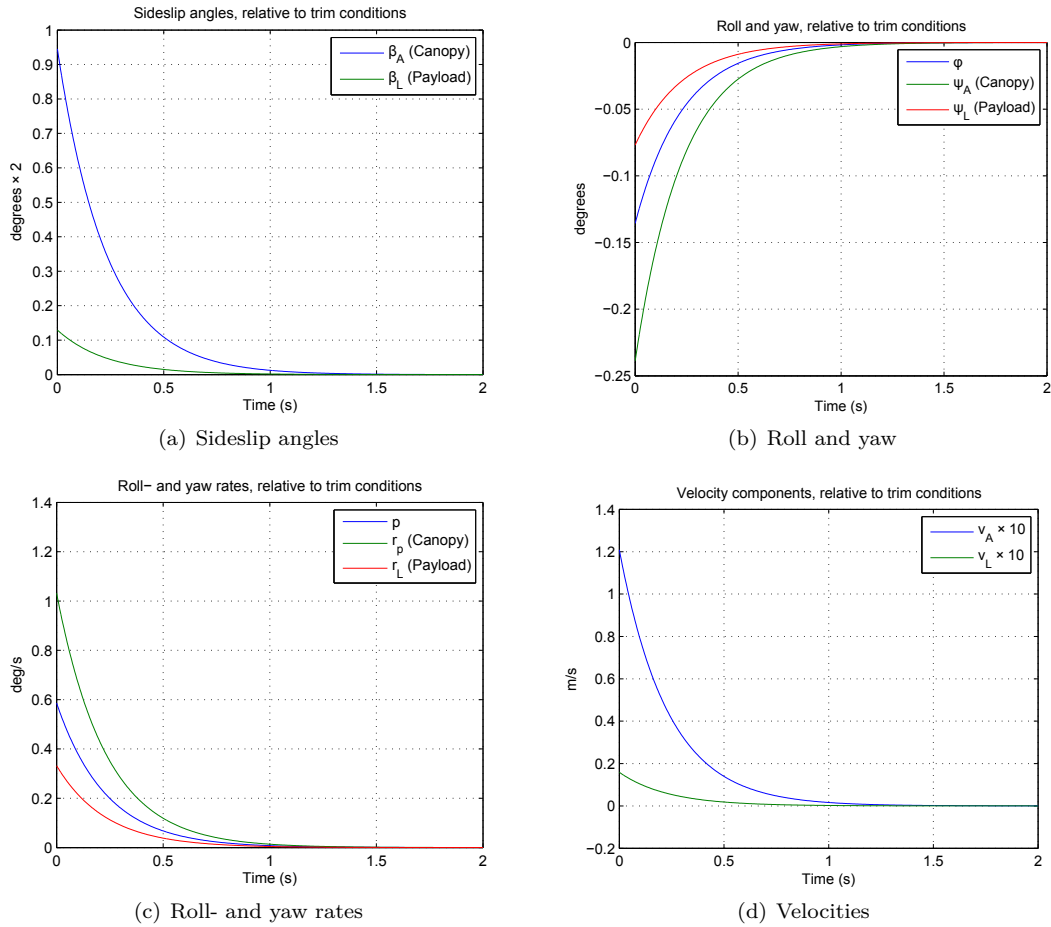 Sideslip angles, relative to trim conditions
1
0.9
0.8
0.7
0.6
0.5
0.4
0.3
0.2
0.1
0
degrees × 2
β_A (Canopy)
β_L (Payload)
0 0.5 1 1.5 2
Time (s)
(a) Sideslip angles
Roll and yaw, relative to trim conditions
0
−0.05
−0.1
−0.15
−0.2
−0.25
degrees
φ
ψ_A (Canopy)
ψ_L (Payload)
0 0.5 1 1.5 2
Time (s)
(b) Roll and yaw
Roll− and yaw rates, relative to trim conditions
1.4
1.2
1
0.8
0.6
0.4
0.2
0
deg/s
p
r_p (Canopy)
r_L (Payload)
0 0.5 1 1.5 2
Time (s)
(c) Roll- and yaw rates
Velocity components, relative to trim conditions
1.4
1.2
1
0.8
0.6
0.4
0.2
0
−0.2
m/s
v_A × 10
v_L × 10
0 0.5 1 1.5 2
Time (s)
(d) Velocities